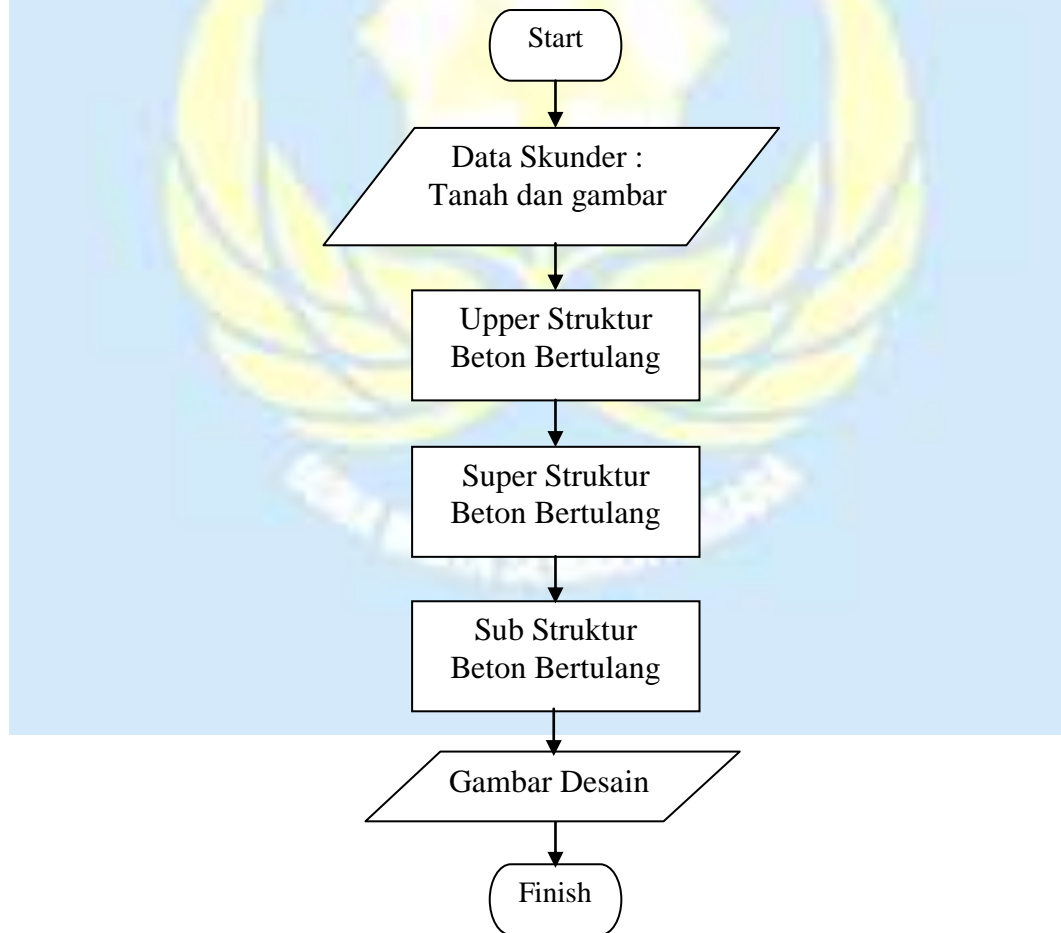 Start
Data Skunder :
Tanah dan gambar
Upper Struktur
Beton Bertulang
Super Struktur
Beton Bertulang
Sub Struktur
Beton Bertulang
Gambar Desain
Finish